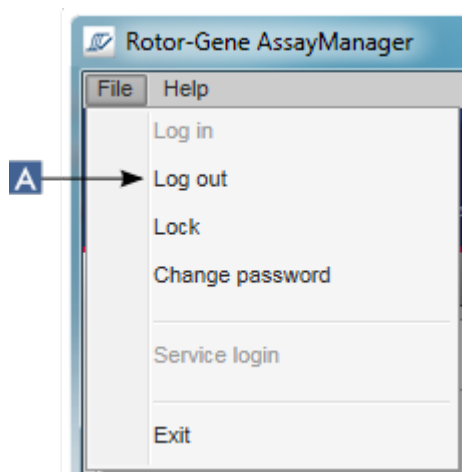 Rotor-Gene AssayManager
File Help
Log in
A
Log out
Lock
Change password
Service login
Exit